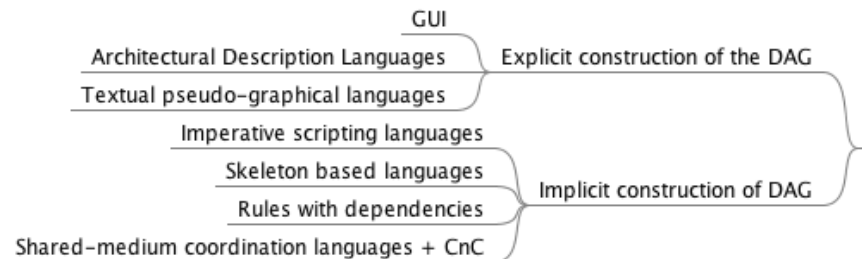 GUI
Architectural Description Languages
Explicit construction of the DAG
Textual pseudo-graphical languages
Imperative scripting languages
Skeleton based languages
Implicit construction of DAG
Rules with dependencies
Shared-medium coordination languages + CnC